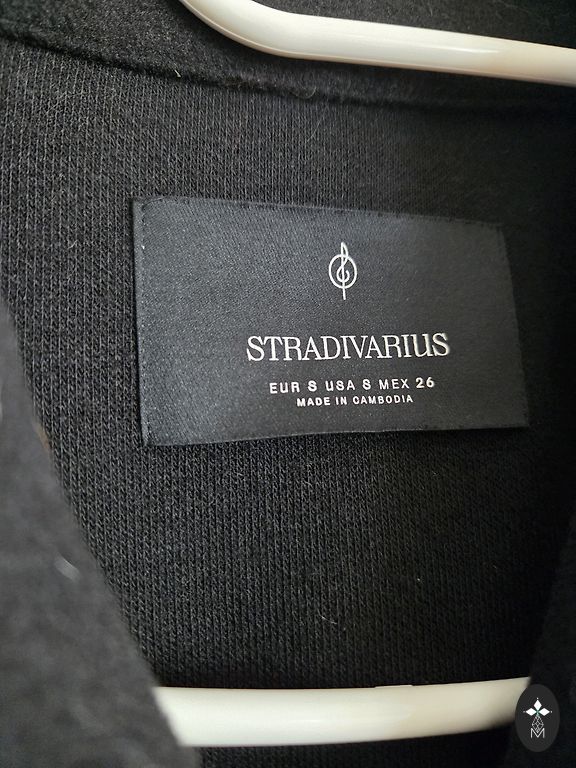 STRADIVARIUS
EUR S USA S MEX 26
MADE IN CAMBODIA
M